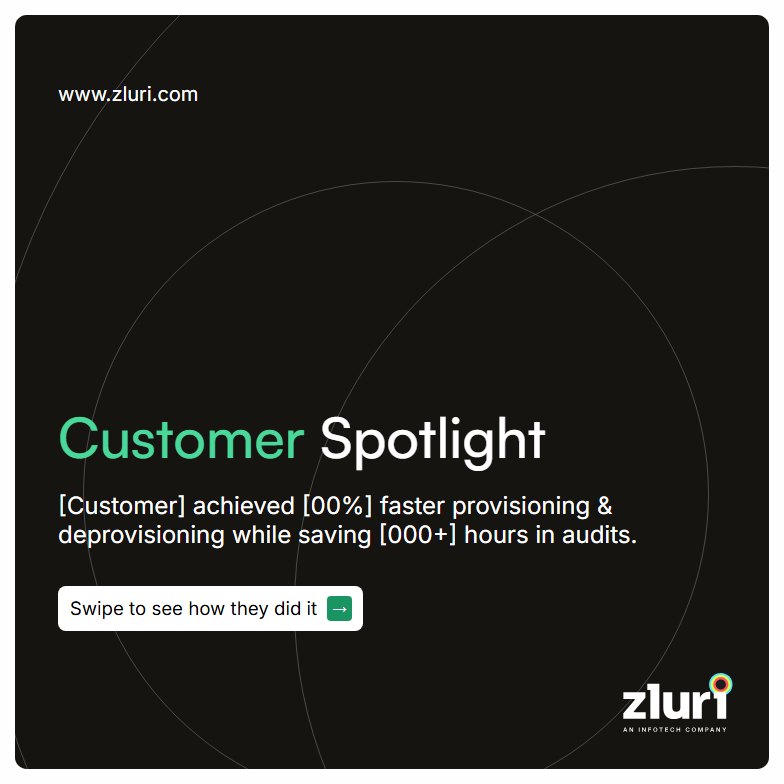 www.zluri.com
Customer Spotlight
[Customer] achieved [00%] faster provisioning &
deprovisioning while saving [000+] hours in audits.
Swipe to see how they did it →
zluri
AN INFOTECH COMPANY